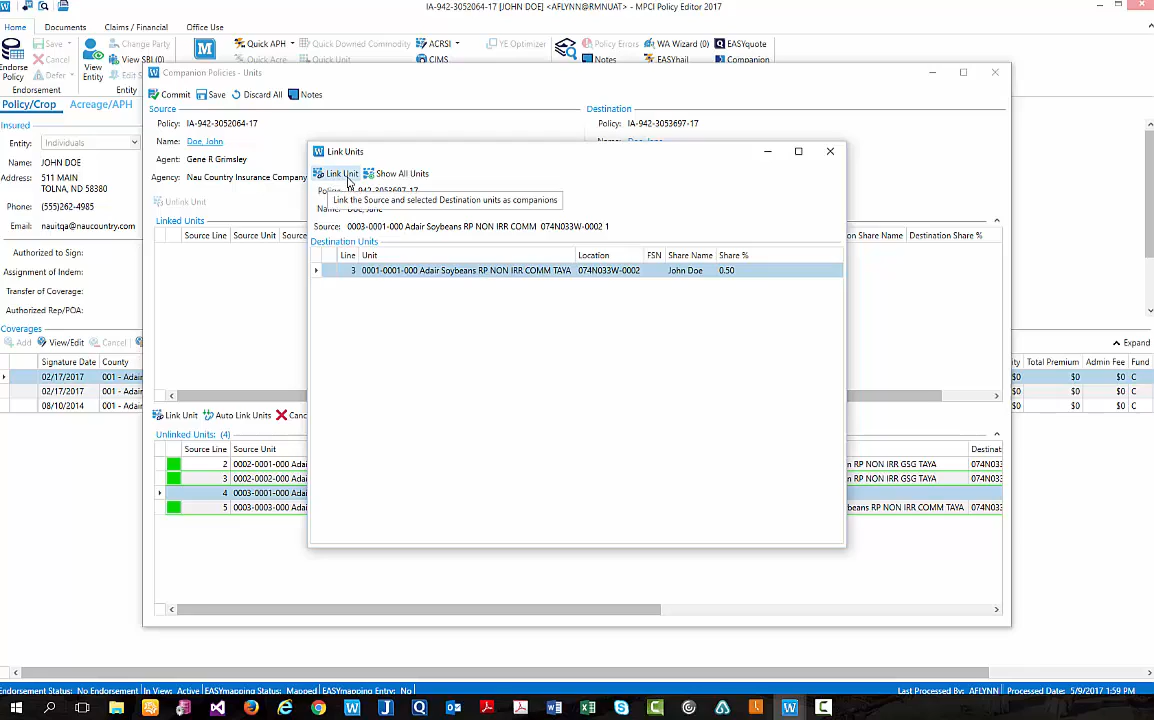 IA-942-3052064-17 [JOHN DOE] <AFLYNN@RMNUAT> - MPCI Policy Editor 2017
Home Documents Claims / Financial Office Use
Save Quick APH Quick Downed Commodity ACRSI YE Optimizer Policy Errors WA Wizard (0) EASYquote
Change Party
Cancel View SBI (0) Quick Acre Quick Unit CIMS Notes EASYhail Companion
Endorse Policy Defer View Entity Edit S
Endorsement Entity
Policy/Crop Acreage/APH
Insured
Entity: Individuals
Name: JOHN DOE
Address: 511 MAIN
TOLNA, ND 58380
Phone: (555)262-4985
Email: nauitqa@naucountry.com
Authorized to Sign:
Assignment of Indem:
Transfer of Coverage:
Authorized Rep/POA:
Coverages
Add View/Edit Cancel
Expand
Signature Date County
Total Premium Admin Fee Fund
02/17/2017 001 - Adair $0 $0 $0 C
02/17/2017 001 - Adair $0 $0 $0 C
08/10/2014 001 - Adair $0 $0 $0 C
Companion Policies - Units
Commit Save Discard All Notes
Source Destination
Policy: IA-942-3052064-17 Policy: IA-942-3053697-17
Name: Doe, John
Agent: Gene R Grimsley
Agency: Nau Country Insurance Company
Unlink Unit
Linked Units
Source Line Source Unit
on Share Name Destination Share %
Link Unit Auto Link Units Canc
Unlinked Units: (4)
Source Line Source Unit
2 0002-0001-000 Adai n RP NON IRR GSG TAYA 074N033
3 0002-0002-000 Adai n RP NON IRR GSG TAYA 074N033
4 0003-0001-000 Adai
5 0003-0003-000 Adai beans RP NON IRR COMM TAYA 074N033
Link Units
Link Unit Show All Units
Link the Source and selected Destination units as companions
Source: 0003-0001-000 Adair Soybeans RP NON IRR COMM 074N033W-0002 1
Destination Units
Line Unit Location FSN Share Name Share %
3 0001-0001-000 Adair Soybeans RP NON IRR COMM TAYA 074N033W-0002 John Doe 0.50
Endorsement Status: No Endorsement In View: Active EASYmapping Status: Mapped EASYmapping Entry: No Last Processed By: AFLYNN Processed Date: 5/9/2017 1:59 PM